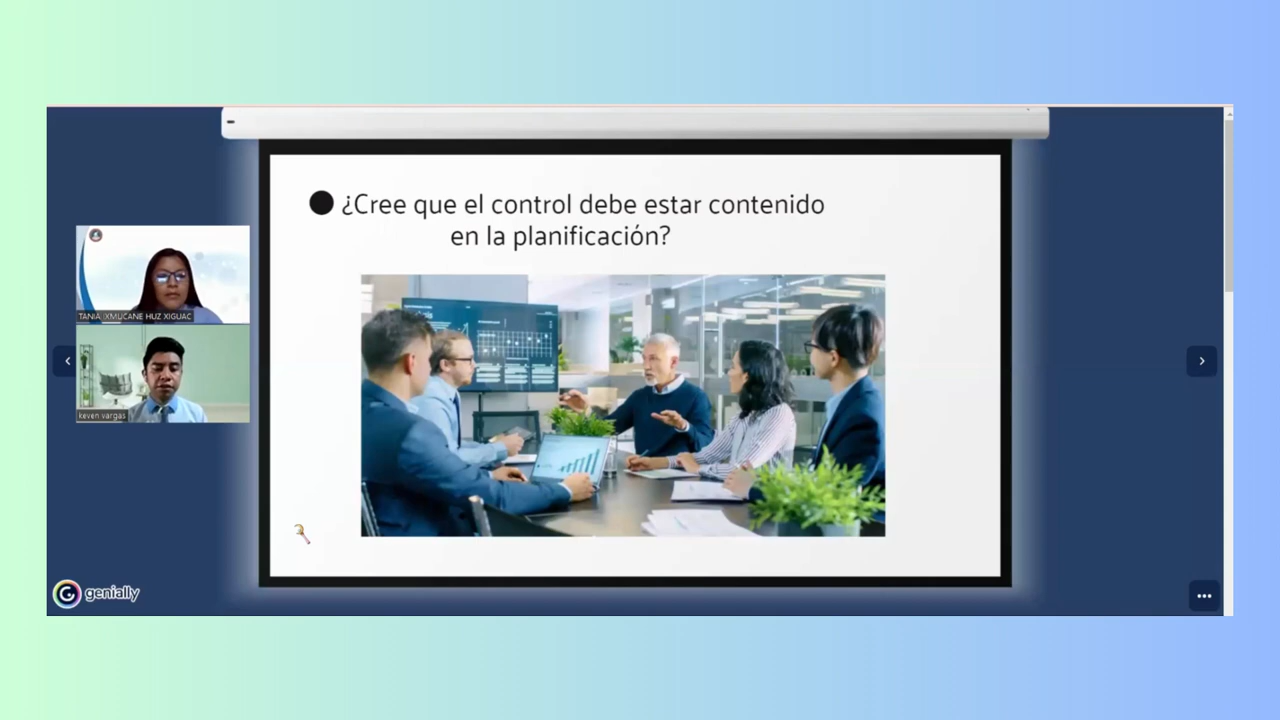 ¿Cree que el control debe estar contenido
en la planificación?
TANIA IXMUCANE HUZ XIGUAC
keven vargas
genially